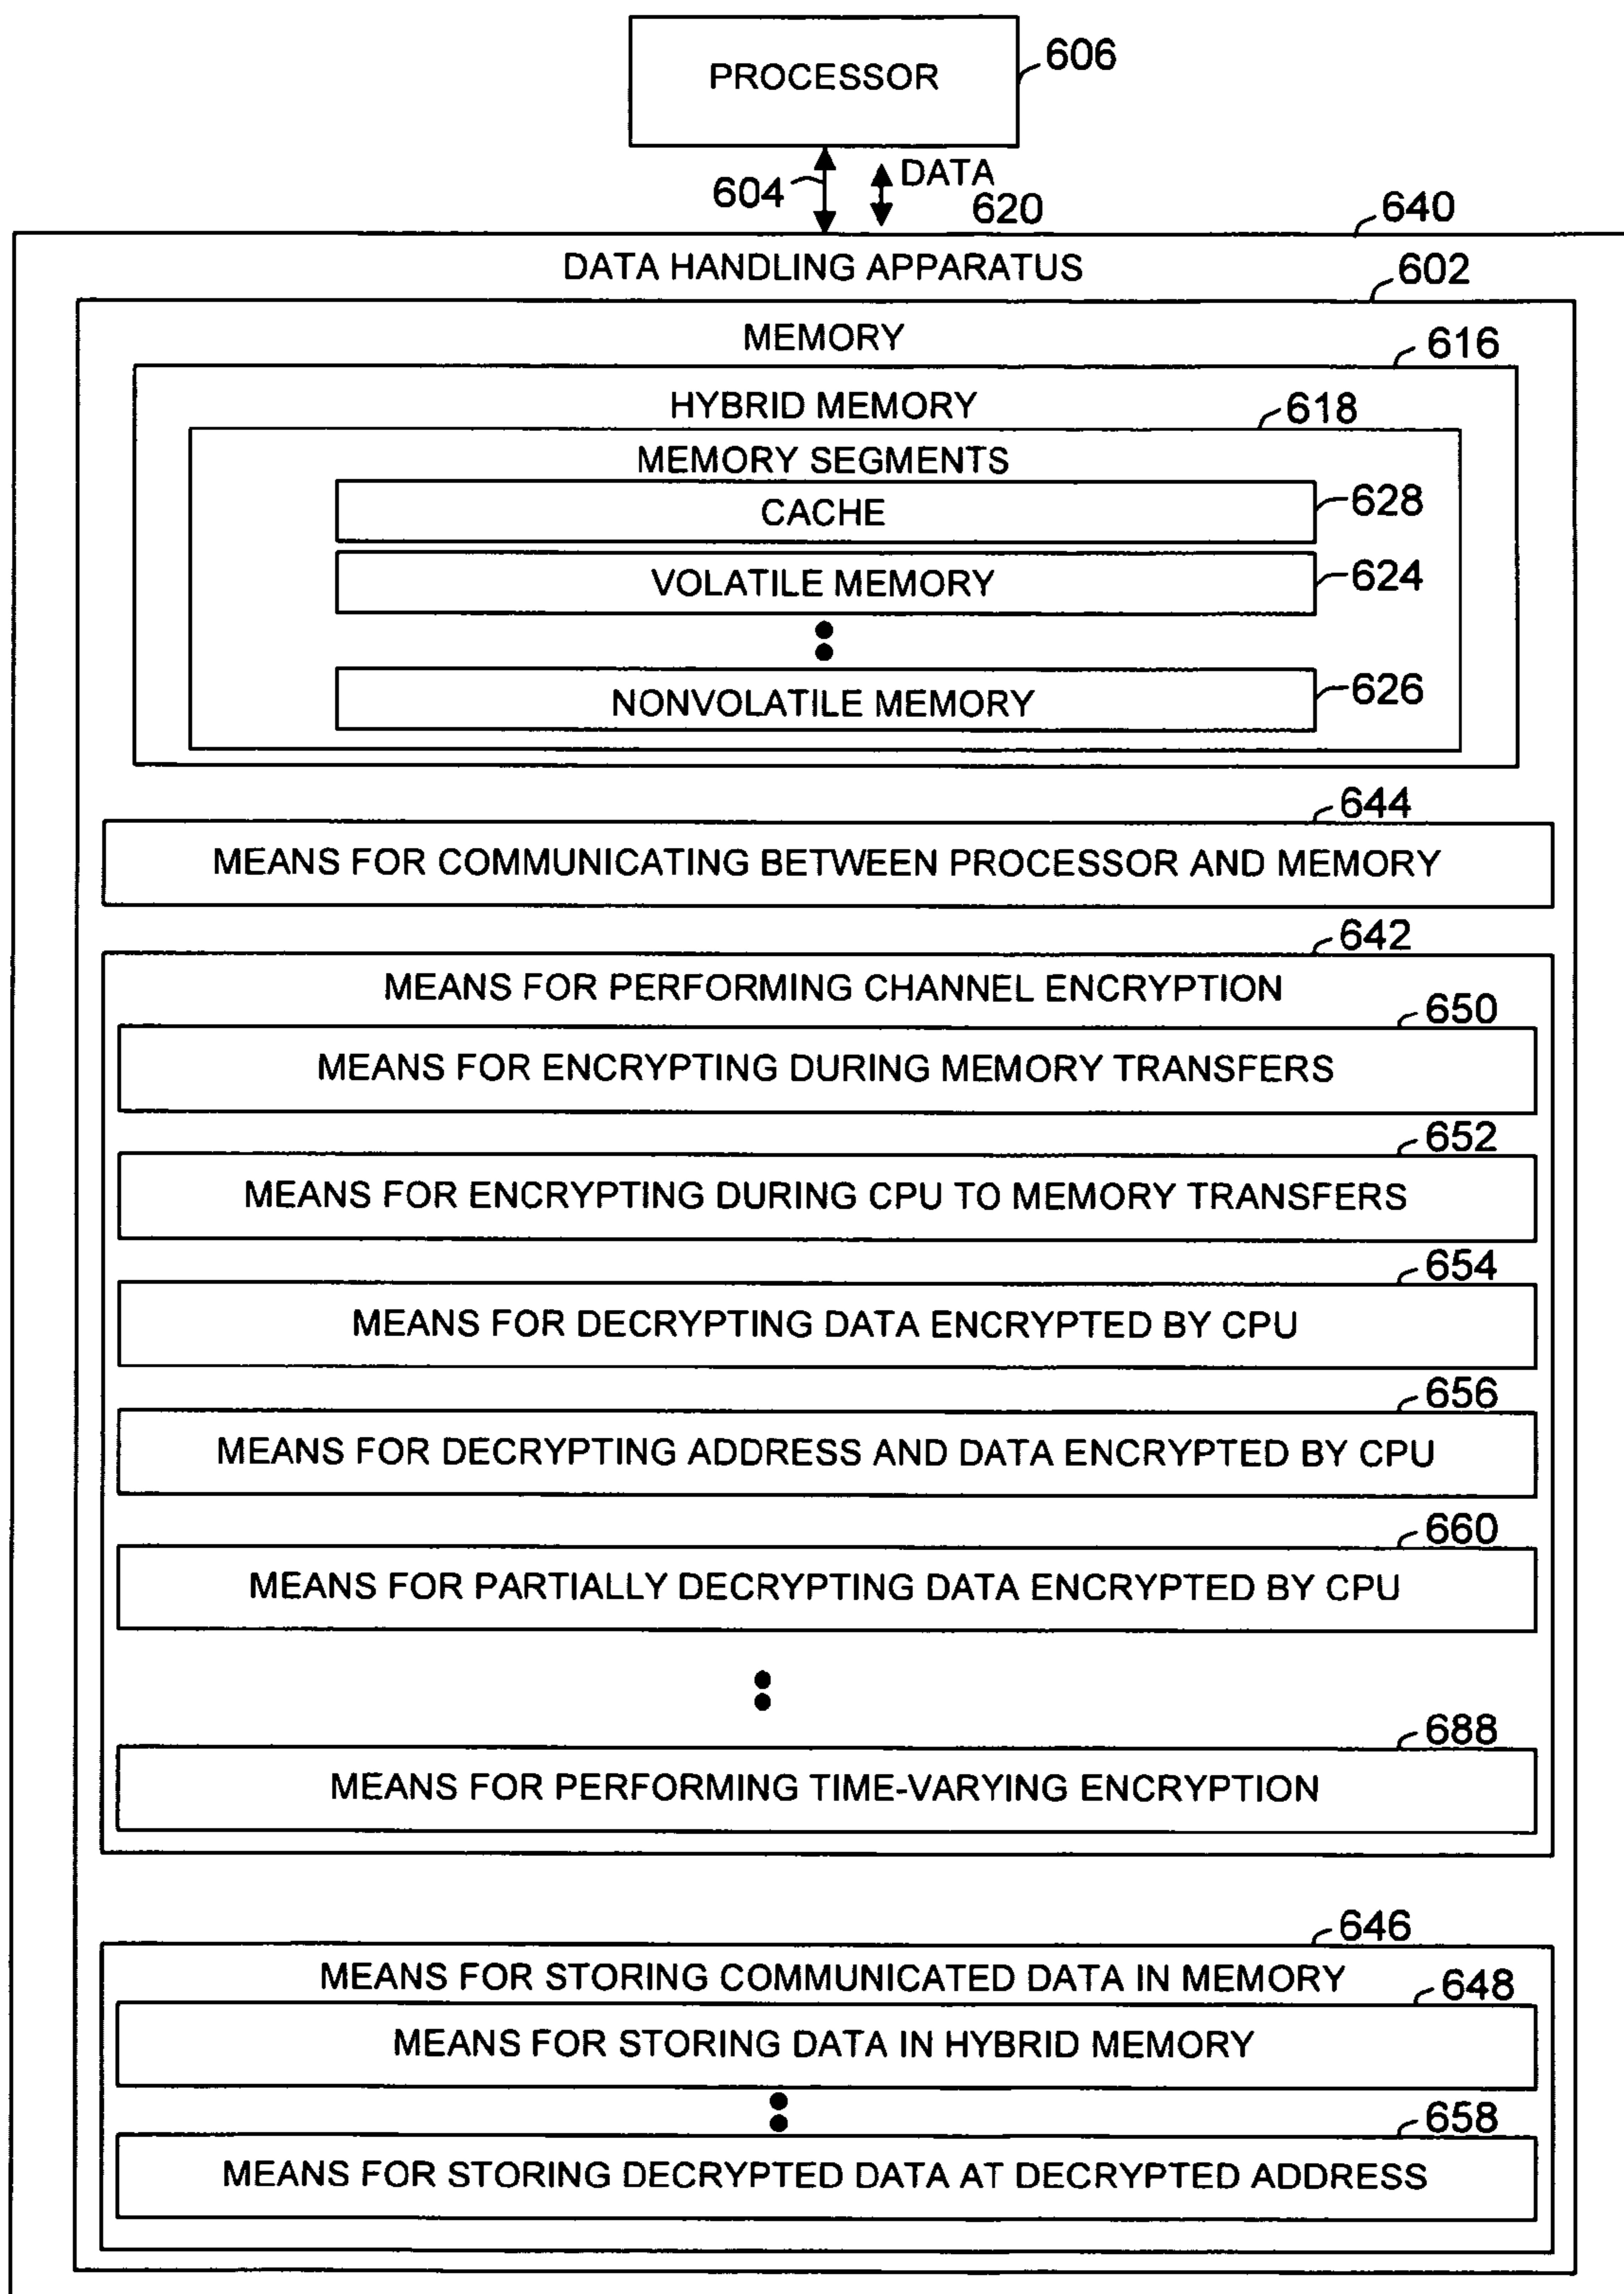 PROCESSOR
606
604
DATA
620
640
DATA HANDLING APPARATUS
602
MEMORY
616
HYBRID MEMORY
618
MEMORY SEGMENTS
CACHE
628
VOLATILE MEMORY
624
NONVOLATILE MEMORY
626
644
MEANS FOR COMMUNICATING BETWEEN PROCESSOR AND MEMORY
642
MEANS FOR PERFORMING CHANNEL ENCRYPTION
650
MEANS FOR ENCRYPTING DURING MEMORY TRANSFERS
652
MEANS FOR ENCRYPTING DURING CPU TO MEMORY TRANSFERS
654
MEANS FOR DECRYPTING DATA ENCRYPTED BY CPU
656
MEANS FOR DECRYPTING ADDRESS AND DATA ENCRYPTED BY CPU
660
MEANS FOR PARTIALLY DECRYPTING DATA ENCRYPTED BY CPU
688
MEANS FOR PERFORMING TIME-VARYING ENCRYPTION
646
MEANS FOR STORING COMMUNICATED DATA IN MEMORY
648
MEANS FOR STORING DATA IN HYBRID MEMORY
658
MEANS FOR STORING DECRYPTED DATA AT DECRYPTED ADDRESS